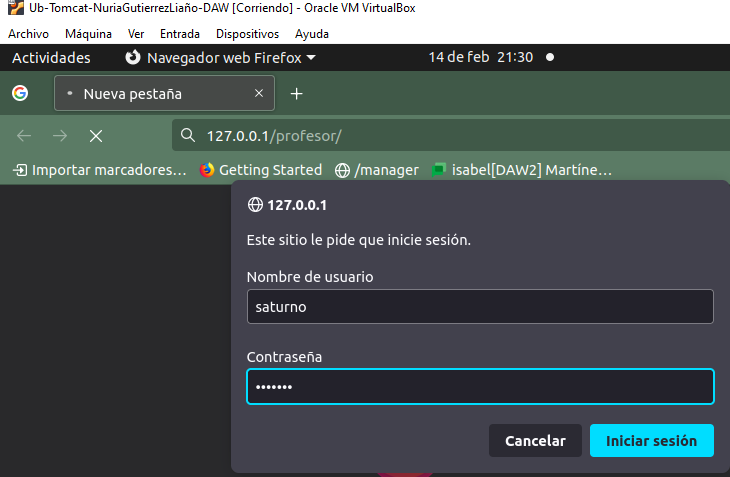 Ub-Tomcat-NuriaGutierrezLiaño-DAW [Corriendo] - Oracle VM VirtualBox
Archivo Máquina Ver Entrada Dispositivos Ayuda
Actividades Navegador web Firefox 14 de feb 21:30
Nueva pestaña
127.0.0.1/profesor/
Importar marcadores… Getting Started /manager isabel[DAW2] Martíne…
127.0.0.1
Este sitio le pide que inicie sesión.
Nombre de usuario
saturno
Contraseña
•••••••
Cancelar Iniciar sesión